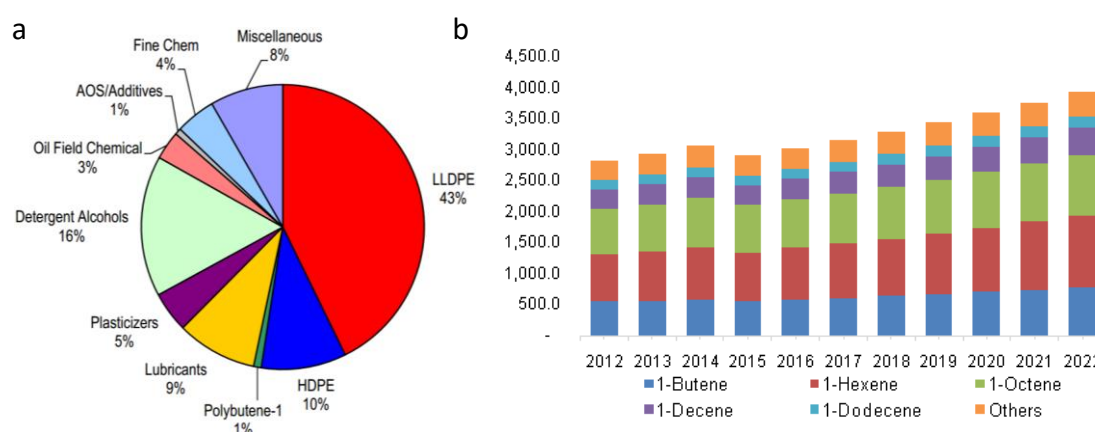 a
Miscellaneous
8%
Fine Chem
4%
AOS/Additives
1%
Oil Field Chemical
3%
Detergent Alcohols
16%
Plasticizers
5%
Lubricants
9%
Polybutene-1
1%
HDPE
10%
LLDPE
43%
b
4,500.0
4,000.0
3,500.0
3,000.0
2,500.0
2,000.0
1,500.0
1,000.0
500.0
-
2012 2013 2014 2015 2016 2017 2018 2019 2020 2021 2022
1-Butene 1-Hexene 1-Octene
1-Decene 1-Dodecene Others